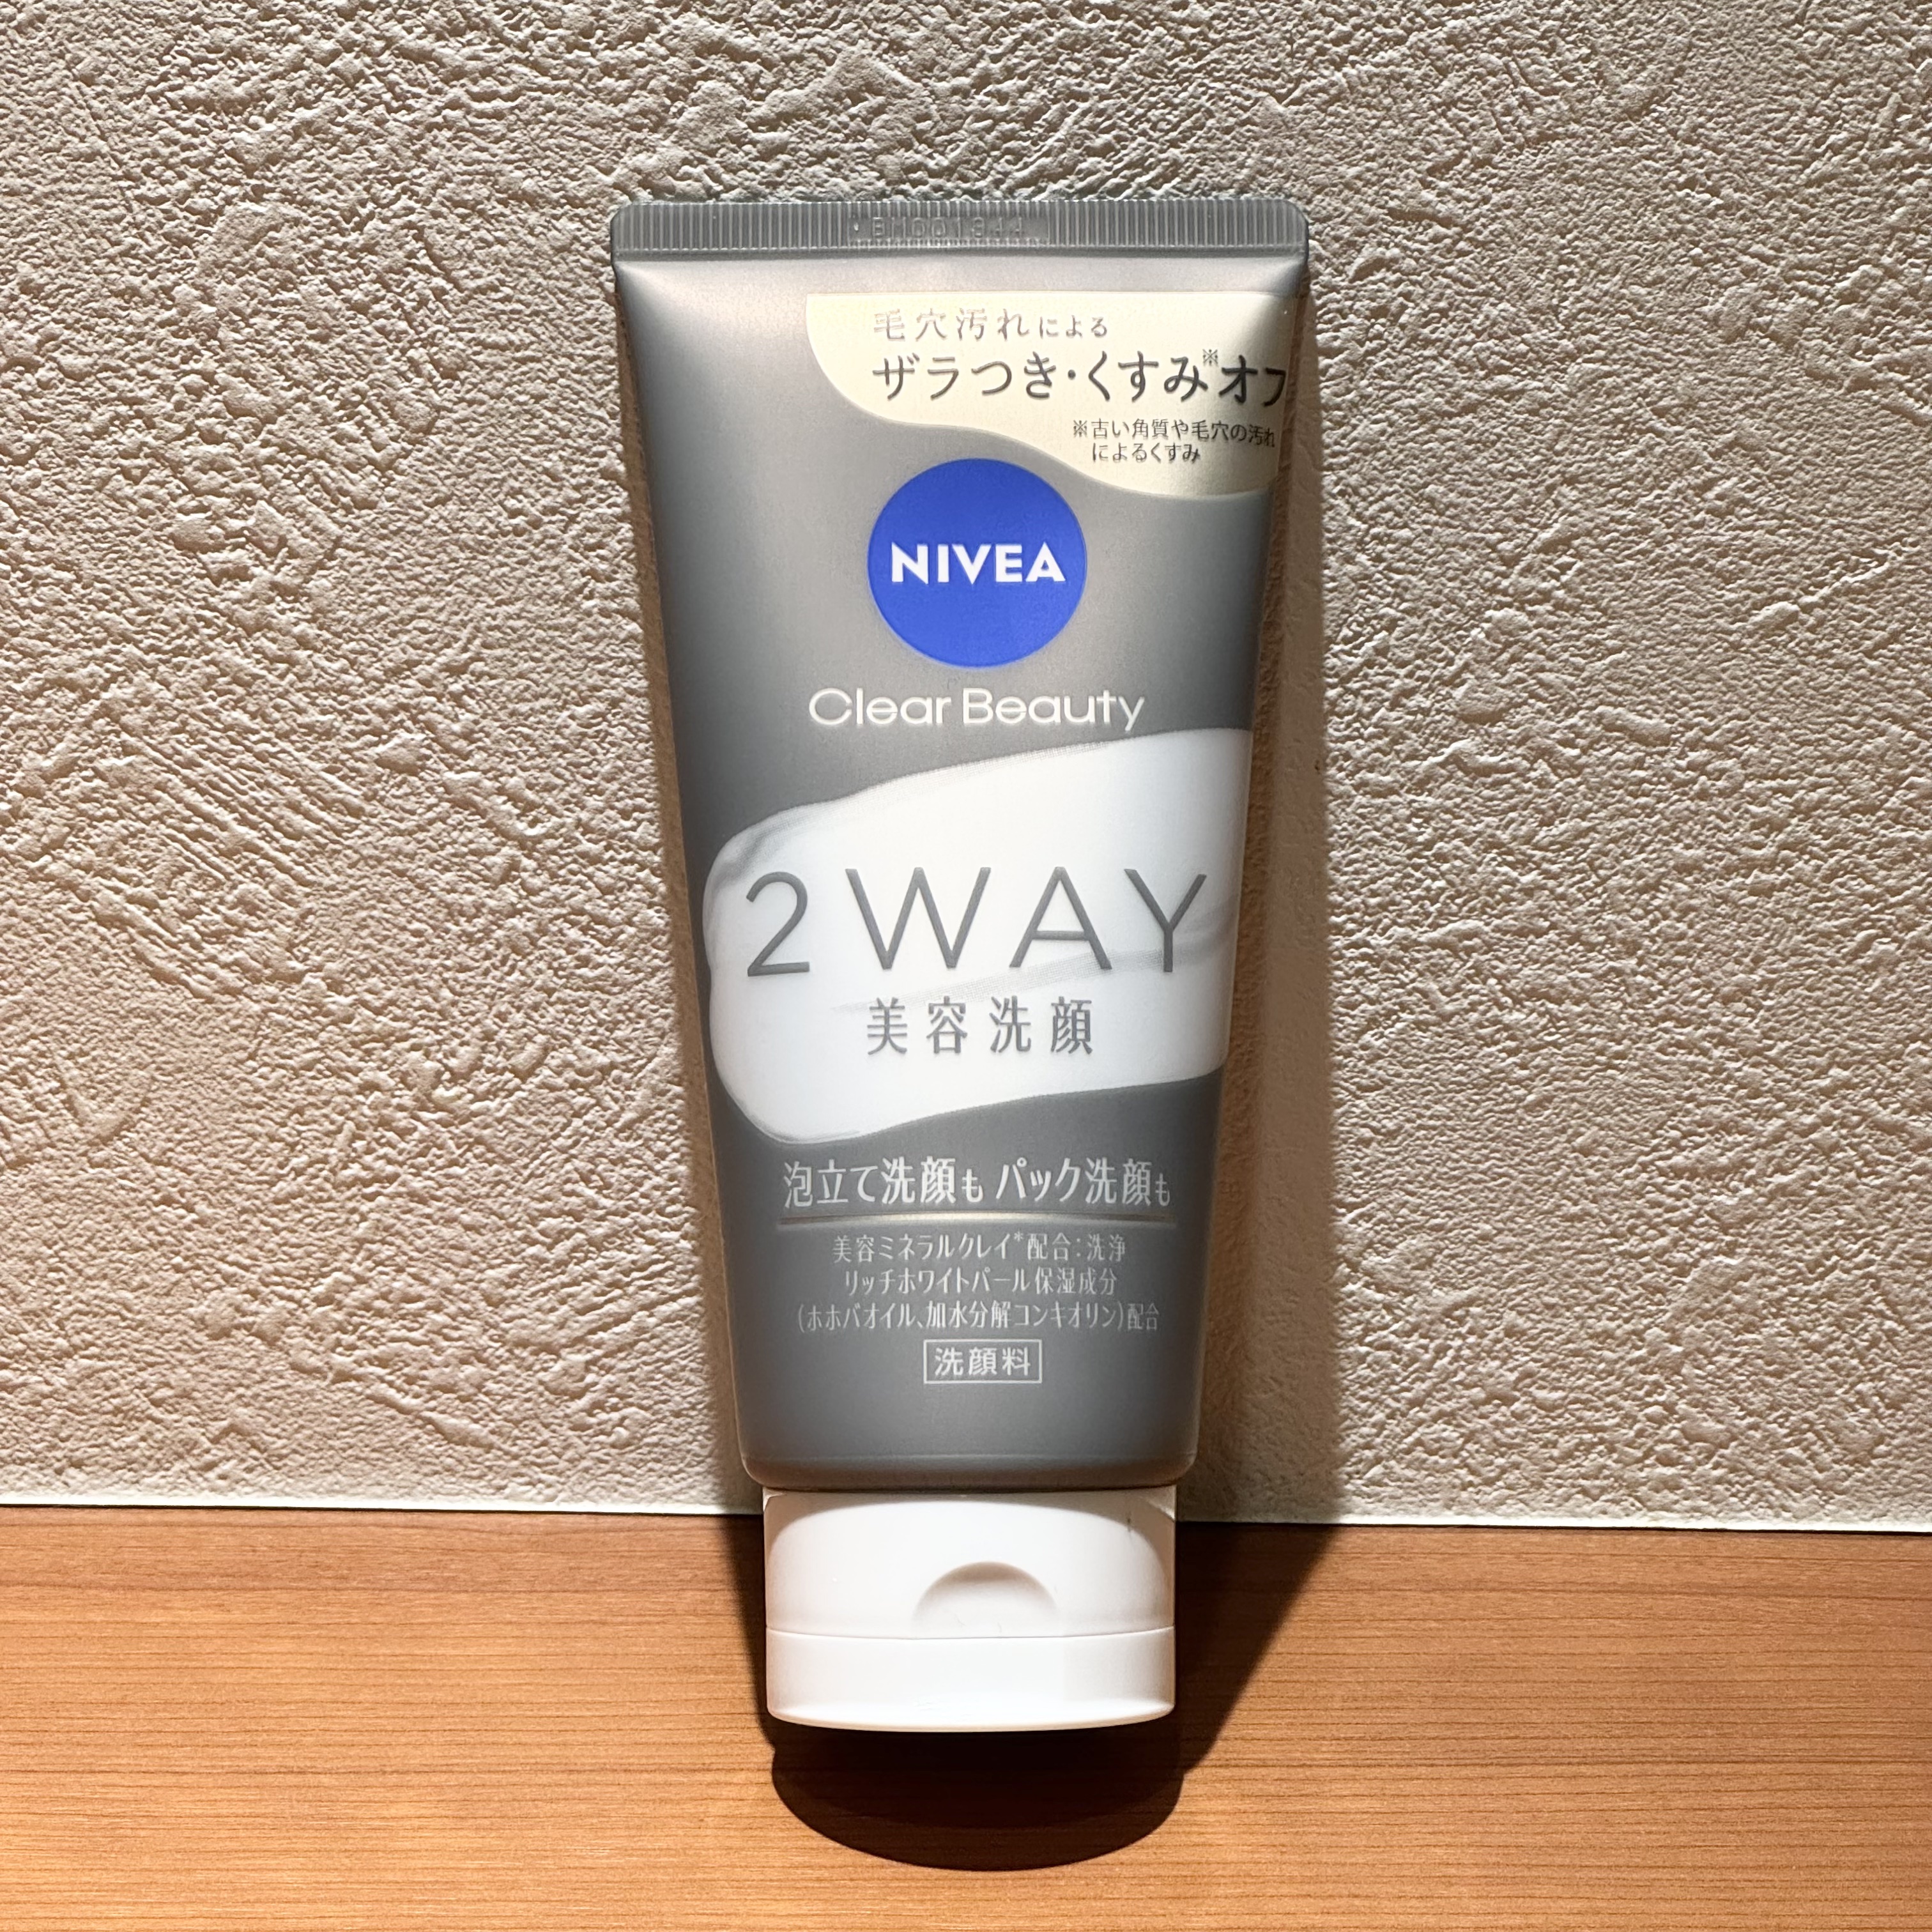 毛穴汚れによる
ザラつき・くすみ※オフ
※古い角質や毛穴の汚れ
によるくすみ
NIVEA
Clear Beauty
2WAY
美容洗顔
泡立て洗顔も パック洗顔も
美容ミネラルクレイ*配合:洗浄
リッチホワイトパール保湿成分
(ホホバオイル、加水分解コンキオリン)配合
洗顔料